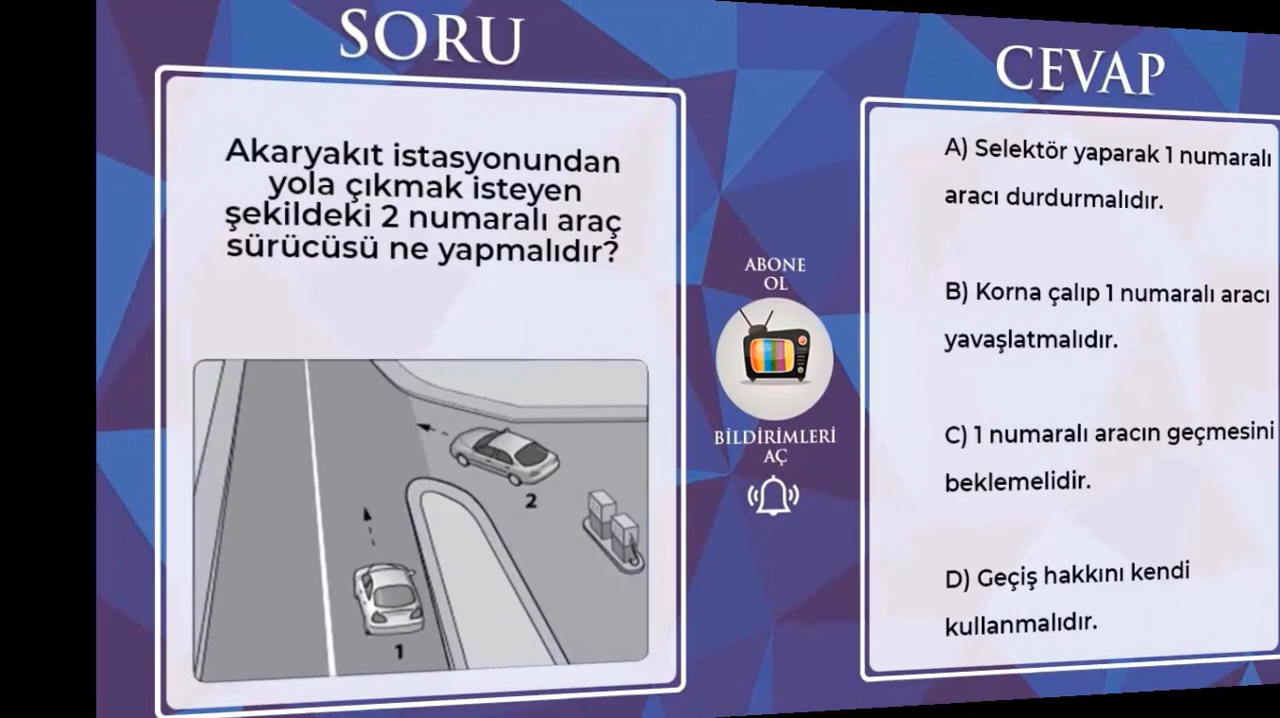 SORU
Akaryakıt istasyonundan
yola çıkmak isteyen
şekildeki 2 numaralı araç
sürücüsü ne yapmalıdır?
2
1
ABONE
OL
BİLDİRİMLERİ
AÇ
CEVAP
A) Selektör yaparak 1 numaralı
aracı durdurmalıdır.
B) Korna çalıp 1 numaralı aracı
yavaşlatmalıdır.
C) 1 numaralı aracın geçmesini
beklemelidir.
D) Geçiş hakkını kendi
kullanmalıdır.